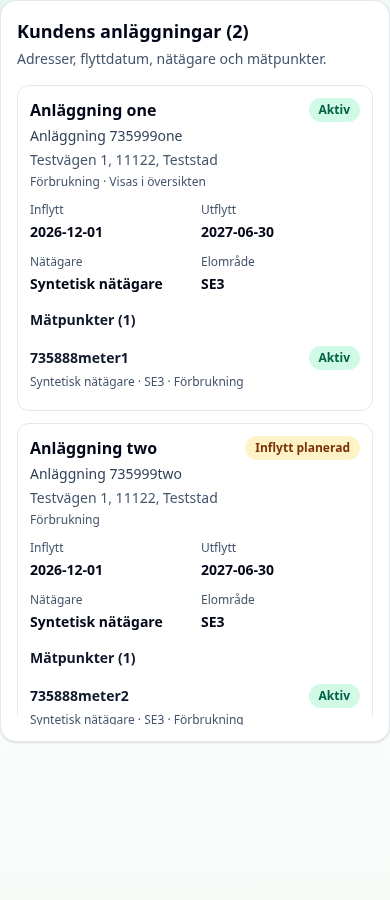 Kundens anläggningar (2)
Adresser, flyttdatum, nätägare och mätpunkter.
Anläggning one
Aktiv
Anläggning 735999one
Testvägen 1, 11122, Teststad
Förbrukning · Visas i översikten
Inflytt Utflytt
2026-12-01 2027-06-30
Nätägare Elområde
Syntetisk nätägare SE3
Mätpunkter (1)
735888meter1 Aktiv
Syntetisk nätägare · SE3 · Förbrukning
Anläggning two
Inflytt planerad
Anläggning 735999two
Testvägen 1, 11122, Teststad
Förbrukning
Inflytt Utflytt
2026-12-01 2027-06-30
Nätägare Elområde
Syntetisk nätägare SE3
Mätpunkter (1)
735888meter2 Aktiv
Syntetisk nätägare · SE3 · Förbrukning